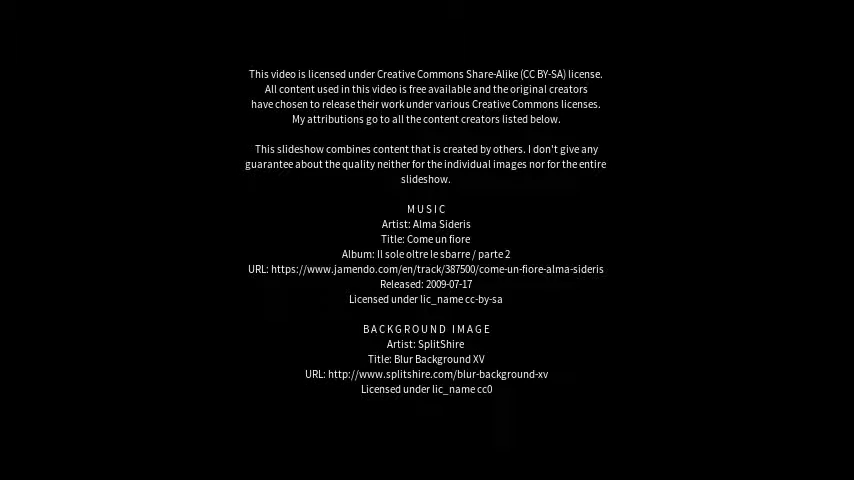 This video is licensed under Creative Commons Share-Alike (CC BY-SA) license.
All content used in this video is free available and the original creators
have chosen to release their work under various Creative Commons licenses.
My attributions go to all the content creators listed below.
This slideshow combines content that is created by others. I don't give any
guarantee about the quality neither for the individual images nor for the entire
slideshow.
MUSIC
Artist: Alma Sideris
Title: Come un fiore
Album: Il sole oltre le sbarre / parte 2
URL: https://www.jamendo.com/en/track/387500/come-un-fiore-alma-sideris
Released: 2009-07-17
Licensed under lic_name cc-by-sa
BACKGROUND IMAGE
Artist: SplitShire
Title: Blur Background XV
URL: http://www.splitshire.com/blur-background-xv
Licensed under lic_name cc0